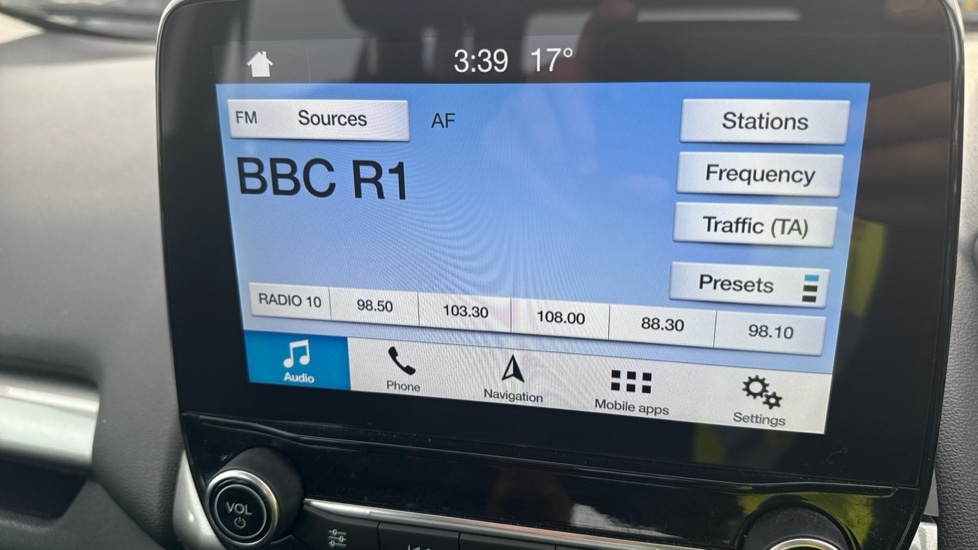 3:39 17°
FM Sources AF Stations
BBC R1
Frequency
Traffic (TA)
Presets
RADIO 10 98.50 103.30 108.00 88.30 98.10
Audio Phone Navigation Mobile apps Settings
VOL